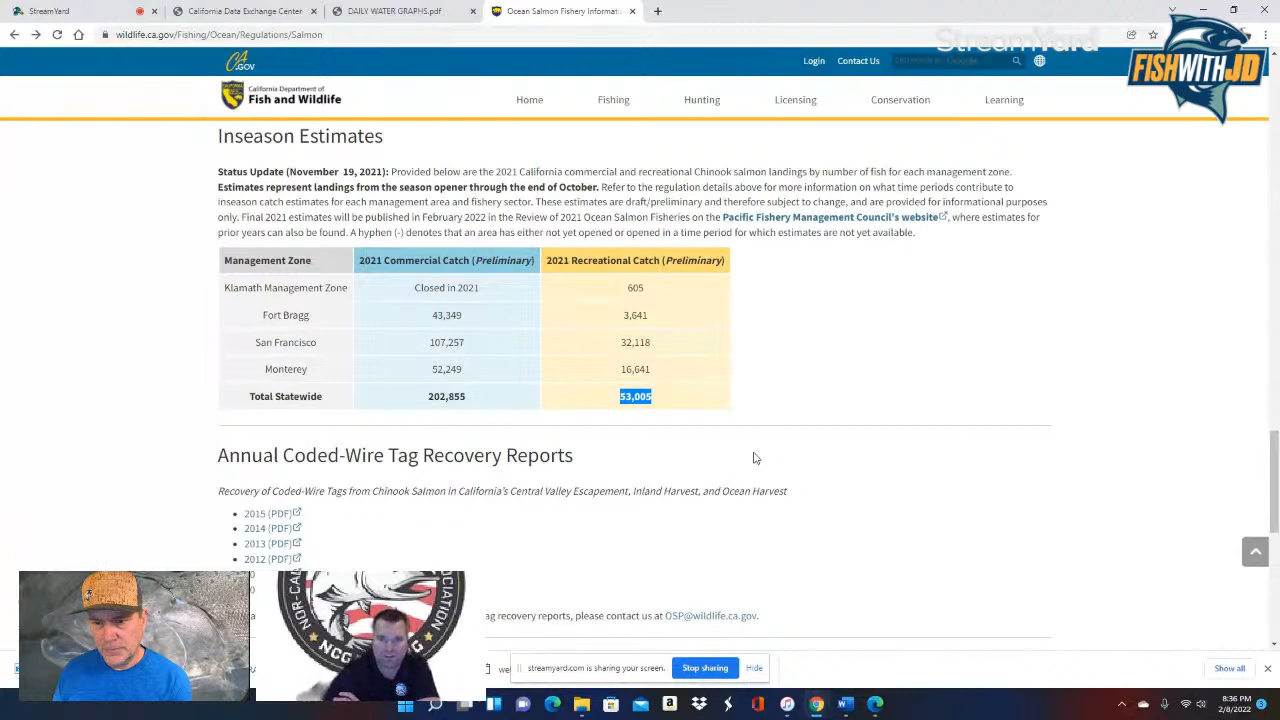 StreamYard
California Department of Fish
DAILY WATER GRAPHSpdf
Ocean Salmon Fishery Informat
wildlife.ca.gov/Fishing/Ocean/Regulations/Salmon
StreamYard
FISHWITHJD
CA
.GOV
Login
Contact Us
California Department of
Fish and Wildlife
Home
Fishing
Hunting
Licensing
Conservation
Learning
Inseason Estimates
Status Update (November 19, 2021): Provided below are the 2021 California commercial and recreational Chinook salmon landings by number of fish for each management zone.
Estimates represent landings from the season opener through the end of October. Refer to the regulation details above for more information on what time periods contribute to
inseason catch estimates for each management area and fishery sector. These estimates are draft/preliminary and therefore subject to change, and are provided for informational purposes
only. Final 2021 estimates will be published in February 2022 in the Review of 2021 Ocean Salmon Fisheries on the Pacific Fishery Management Council's website, where estimates for
prior years can also be found. A hyphen (-) denotes that an area has either not yet opened or opened in a time period for which estimates are not yet available.
Management Zone 2021 Commercial Catch (Preliminary) 2021 Recreational Catch (Preliminary)
Klamath Management Zone Closed in 2021 605
Fort Bragg 43,349 3,641
San Francisco 107,257 32,118
Monterey 52,249 16,641
Total Statewide 202,855 53,005
Annual Coded-Wire Tag Recovery Reports
Recovery of Coded-Wire Tags from Chinook Salmon in California's Central Valley Escapement, Inland Harvest, and Ocean Harvest
2015 (PDF)
2014 (PDF)
2013 (PDF)
2012 (PDF)
tag recovery reports, please contact us at OSP@wildlife.ca.gov.
NOR-CA
SOCIATION
NCG
G
streamyard.com is sharing your screen.
Stop sharing
Hide
Show all
8:36 PM
2/8/2022